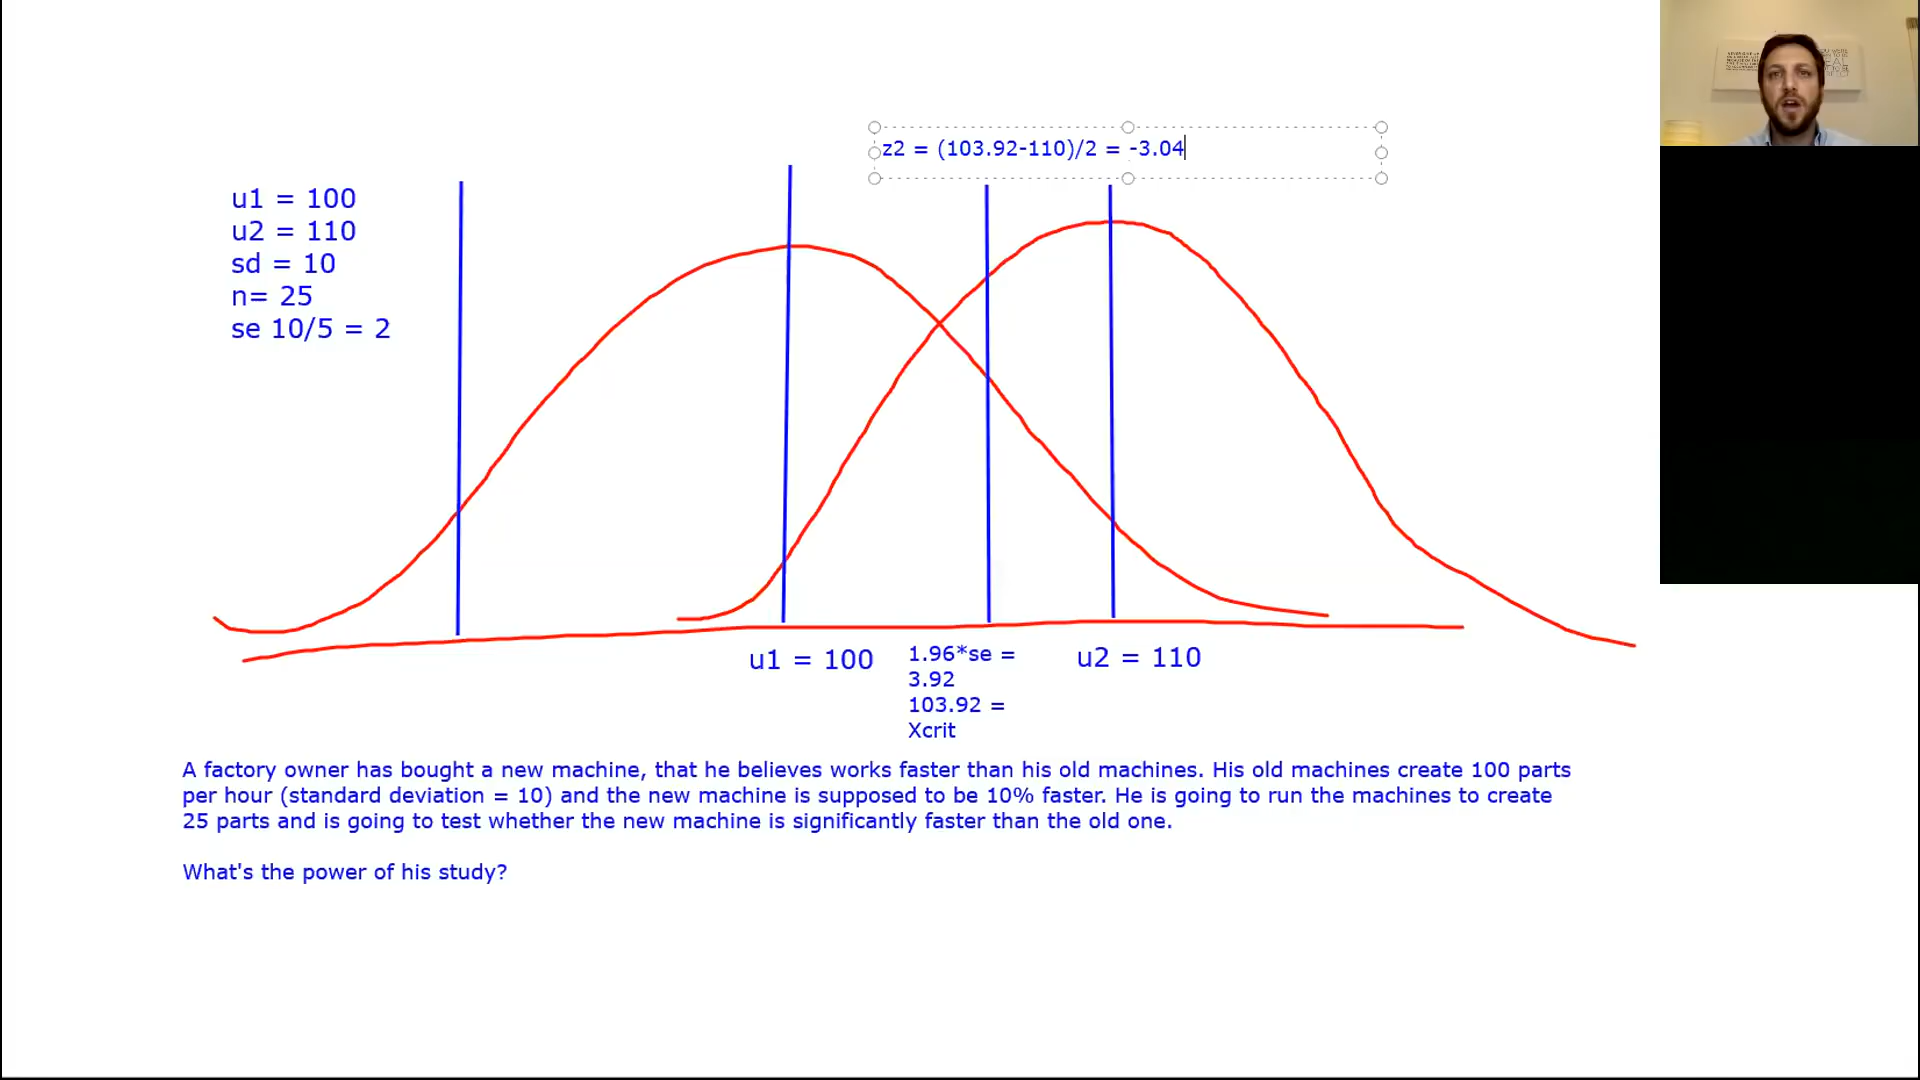 z2 = (103.92-110)/2 = -3.04
u1 = 100
u2 = 110
sd = 10
n= 25
se 10/5 = 2
u1 = 100
1.96*se =
3.92
103.92 =
Xcrit
u2 = 110
A factory owner has bought a new machine, that he believes works faster than his old machines. His old machines create 100 parts
per hour (standard deviation = 10) and the new machine is supposed to be 10% faster. He is going to run the machines to create
25 parts and is going to test whether the new machine is significantly faster than the old one.
What's the power of his study?